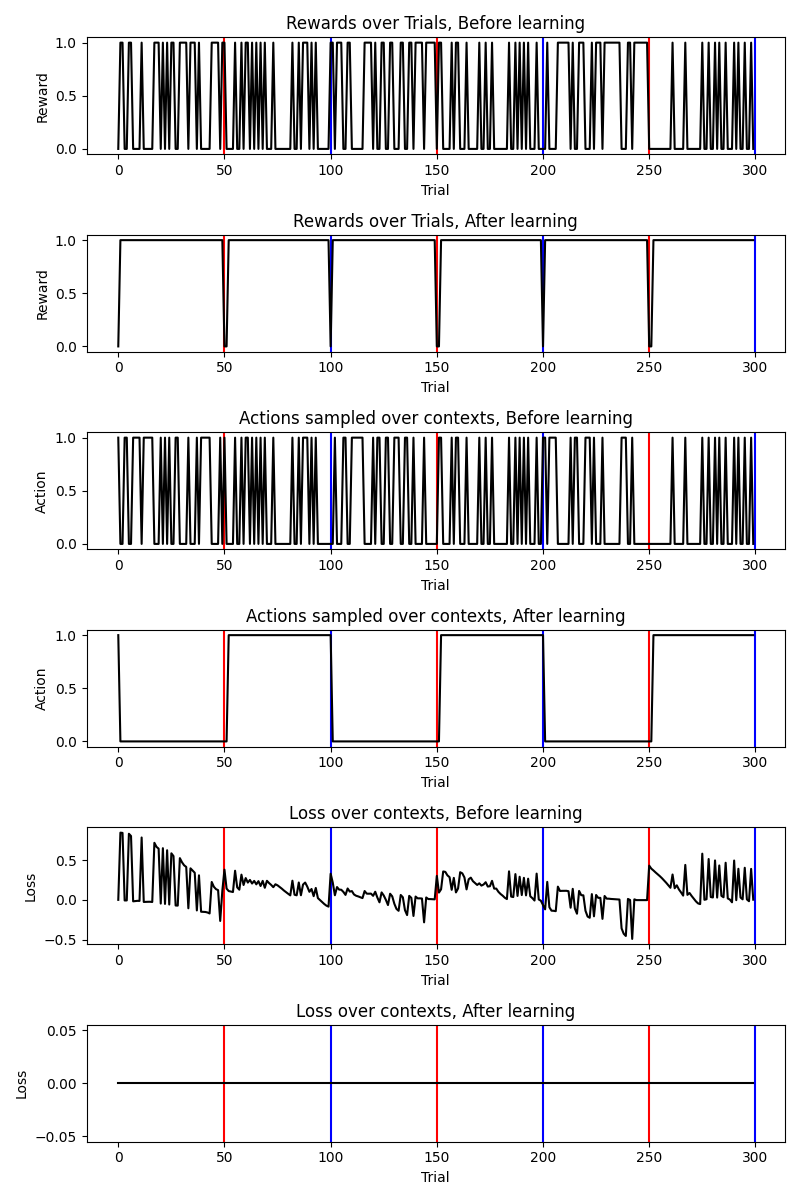 Rewards over Trials, Before learning
1.0
0.5
0.0
Reward
0 50 100 150 200 250 300
Trial
Rewards over Trials, After learning
1.0
0.5
0.0
Reward
0 50 100 150 200 250 300
Trial
Actions sampled over contexts, Before learning
1.0
0.5
0.0
Action
0 50 100 150 200 250 300
Trial
Actions sampled over contexts, After learning
1.0
0.5
0.0
Action
0 50 100 150 200 250 300
Trial
Loss over contexts, Before learning
0.5
0.0
−0.5
Loss
0 50 100 150 200 250 300
Trial
Loss over contexts, After learning
0.05
0.00
−0.05
Loss
0 50 100 150 200 250 300
Trial